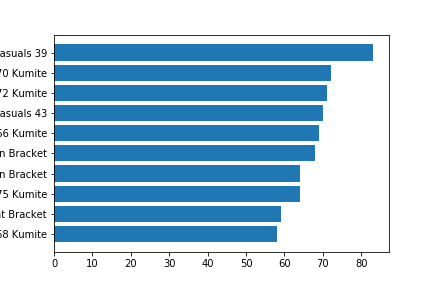 asuals 39
70 Kumite
72 Kumite
asuals 43
66 Kumite
n Bracket
n Bracket
75 Kumite
nt Bracket
68 Kumite
0 10 20 30 40 50 60 70 80